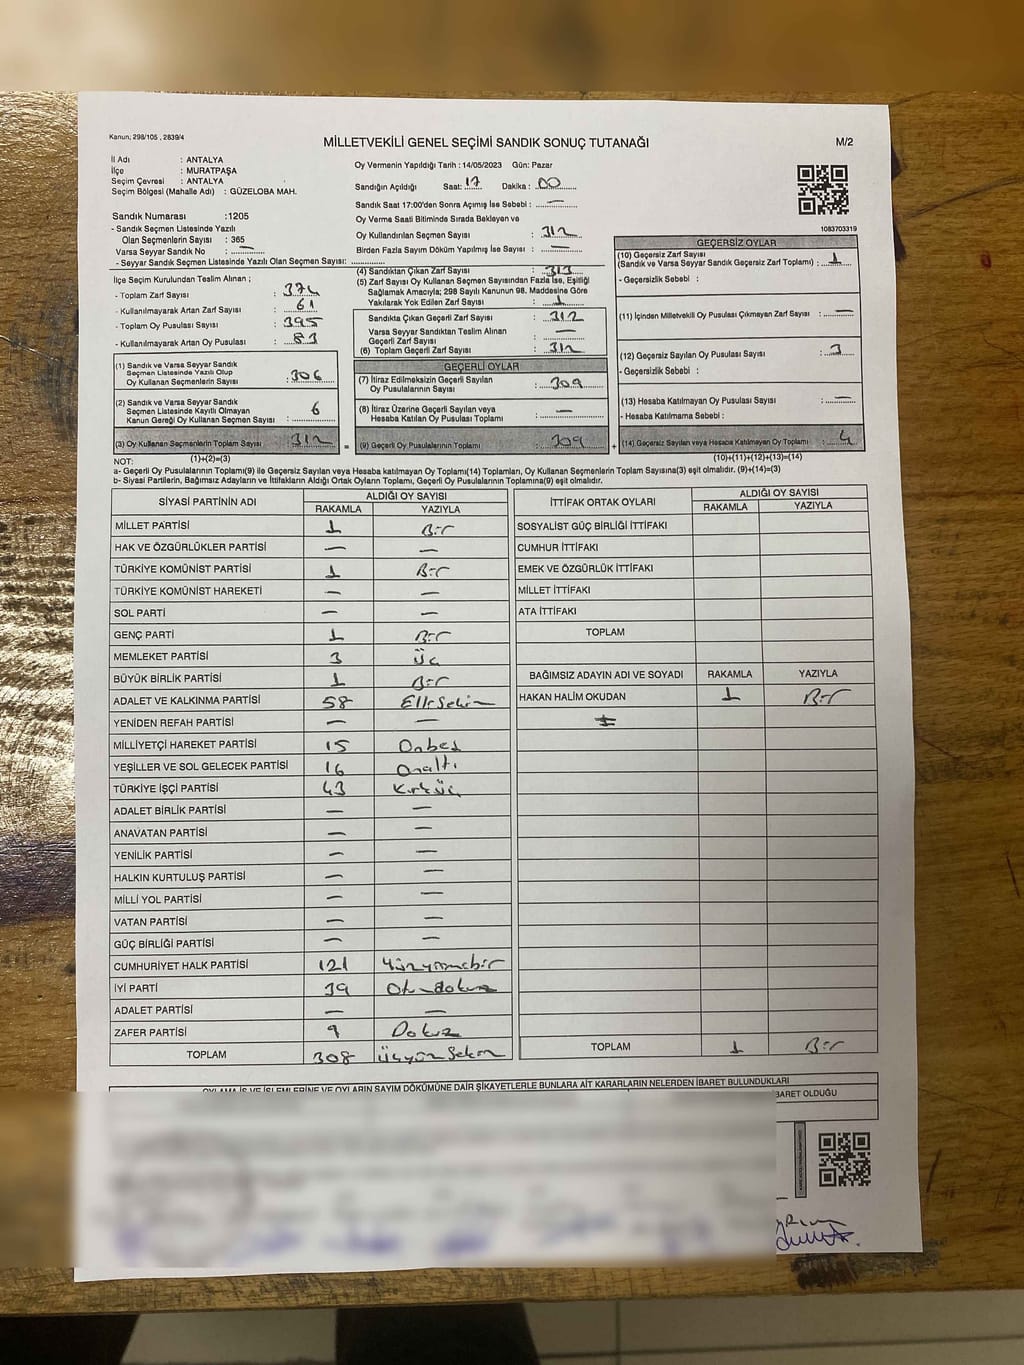 Kanun; 298/105 , 2839/4
MİLLETVEKİLİ GENEL SEÇİMİ SANDIK SONUÇ TUTANAĞI
M/2
İl Adı : ANTALYA
İlçe : MURATPAŞA
Seçim Çevresi : ANTALYA
Seçim Bölgesi (Mahalle Adı) : GÜZELOBA MAH.
Sandık Numarası :1205
- Sandık Seçmen Listesinde Yazılı
Olan Seçmenlerin Sayısı : 365
Varsa Seyyar Sandık No : —
- Seyyar Sandık Seçmen Listesinde Yazılı Olan Seçmen Sayısı:
Oy Vermenin Yapıldığı Tarih : 14/05/2023 Gün: Pazar
Sandığın Açıldığı Saat: 17 Dakika : 00
Sandık Saat 17:00'den Sonra Açımış İse Sebebi : —
Oy Verme Saati Bitiminde Sırada Bekleyen ve
Oy Kullandırılan Seçmen Sayısı : 312
Birden Fazla Sayım Döküm Yapılmış İse Sayısı : —
1083703319
İlçe Seçim Kurulundan Teslim Alınan ;
- Toplam Zarf Sayısı : 374
- Kullanılmayarak Artan Zarf Sayısı : 61
- Toplam Oy Pusulası Sayısı : 395
- Kullanılmayarak Artan Oy Pusulası : 83
(1) Sandık ve Varsa Seyyar Sandık
Seçmen Listesinde Yazılı Olup
Oy Kullanan Seçmenlerin Sayısı : 306
(2) Sandık ve Varsa Seyyar Sandık
Seçmen Listesinde Kayıtlı Olmayan
Kanun Gereği Oy Kullanan Seçmen Sayısı : 6
(3) Oy Kullanan Seçmenlerin Toplam Sayısı : 312
(1)+(2)=(3)
(4) Sandıktan Çıkan Zarf Sayısı : 313
(5) Zarf Sayısı Oy Kullanan Seçmen Sayısından Fazla İse, Eşitliği
Sağlamak Amacıyla; 298 Sayılı Kanunun 98. Maddesine Göre
Yakılarak Yok Edilen Zarf Sayısı : 1
Sandıkta Çıkan Geçerli Zarf Sayısı : 312
Varsa Seyyar Sandıktan Teslim Alınan
Geçerli Zarf Sayısı : —
(6) Toplam Geçerli Zarf Sayısı : 312
GEÇERLİ OYLAR
(7) İtiraz Edilmeksizin Geçerli Sayılan
Oy Pusulalarının Sayısı : 309
(8) İtiraz Üzerine Geçerli Sayılan veya
Hesaba Katılan Oy Pusulası Toplamı : —
= (9) Geçerli Oy Pusulalarının Toplamı : 309 +
GEÇERSİZ OYLAR
(10) Geçersiz Zarf Sayısı
(Sandık ve Varsa Seyyar Sandık Geçersiz Zarf Toplamı) : 1
- Geçersizlik Sebebi :
(11) İçinden Milletvekili Oy Pusulası Çıkmayan Zarf Sayısı : —
(12) Geçersiz Sayılan Oy Pusulası Sayısı : 3
- Geçersizlik Sebebi :
(13) Hesaba Katılmayan Oy Pusulası Sayısı : —
- Hesaba Katılmama Sebebi :
(14) Geçersiz Sayılan veya Hesaba Katılmayan Oy Toplamı : 4
(10)+(11)+(12)+(13)=(14)
NOT:
a- Geçerli Oy Pusulalarının Toplamı(9) ile Geçersiz Sayılan veya Hesaba katılmayan Oy Toplamı(14) Toplamları, Oy Kullanan Seçmenlerin Toplam Sayısına(3) eşit olmalıdır. (9)+(14)=(3)
b- Siyasi Partilerin, Bağımsız Adayların ve İttifakların Aldığı Ortak Oyların Toplamı, Geçerli Oy Pusulalarının Toplamına(9) eşit olmalıdır.
SİYASİ PARTİNİN ADI ALDIĞI OY SAYISI
RAKAMLA YAZIYLA
MİLLET PARTİSİ 1 Bir
HAK VE ÖZGÜRLÜKLER PARTİSİ — —
TÜRKİYE KOMÜNİST PARTİSİ 1 Bir
TÜRKİYE KOMÜNİST HAREKETİ — —
SOL PARTİ — —
GENÇ PARTİ 1 Bir
MEMLEKET PARTİSİ 3 Üç
BÜYÜK BİRLİK PARTİSİ 1 Bir
ADALET VE KALKINMA PARTİSİ 58 Ellisekiz
YENİDEN REFAH PARTİSİ — —
MİLLİYETÇİ HAREKET PARTİSİ 15 Onbeş
YEŞİLLER VE SOL GELECEK PARTİSİ 16 Onaltı
TÜRKİYE İŞÇİ PARTİSİ 43 Kırküç
ADALET BİRLİK PARTİSİ — —
ANAVATAN PARTİSİ — —
YENİLİK PARTİSİ — —
HALKIN KURTULUŞ PARTİSİ — —
MİLLİ YOL PARTİSİ — —
VATAN PARTİSİ — —
GÜÇ BİRLİĞİ PARTİSİ — —
CUMHURİYET HALK PARTİSİ 121 Yüzyirmibir
İYİ PARTİ 39 Otuzdokuz
ADALET PARTİSİ — —
ZAFER PARTİSİ 9 Dokuz
TOPLAM 308 Üçyüzsekiz
İTTİFAK ORTAK OYLARI ALDIĞI OY SAYISI
RAKAMLA YAZIYLA
SOSYALİST GÜÇ BİRLİĞİ İTTİFAKI
CUMHUR İTTİFAKI
EMEK VE ÖZGÜRLÜK İTTİFAKI
MİLLET İTTİFAKI
ATA İTTİFAKI
TOPLAM
BAĞIMSIZ ADAYIN ADI VE SOYADI RAKAMLA YAZIYLA
HAKAN HALİM OKUDAN 1 Bir
TOPLAM 1 Bir
OYLAMA İŞ VE İŞLEMLERİNE VE OYLARIN SAYIM DÖKÜMÜNE DAİR ŞİKAYETLERLE BUNLARA AİT KARARLARIN NELERDEN İBARET BULUNDUKLARI
BARET OLDUĞU